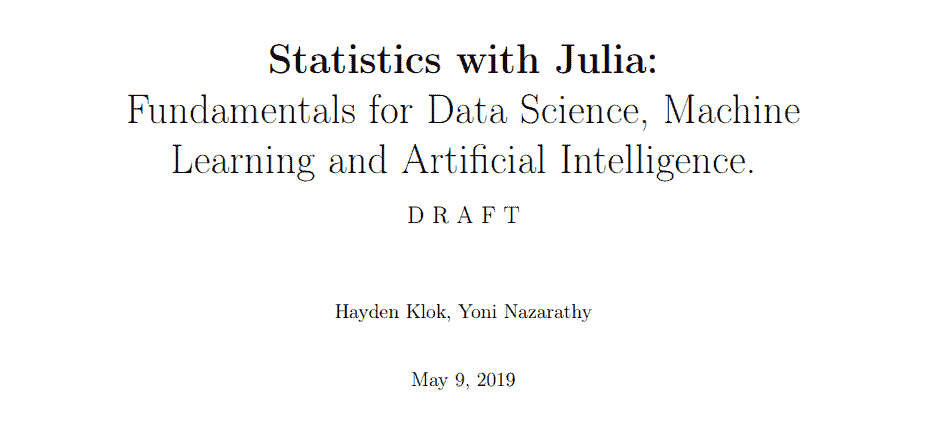 Statistics with Julia:
Fundamentals for Data Science, Machine
Learning and Artificial Intelligence.
D R A F T
Hayden Klok, Yoni Nazarathy
May 9, 2019